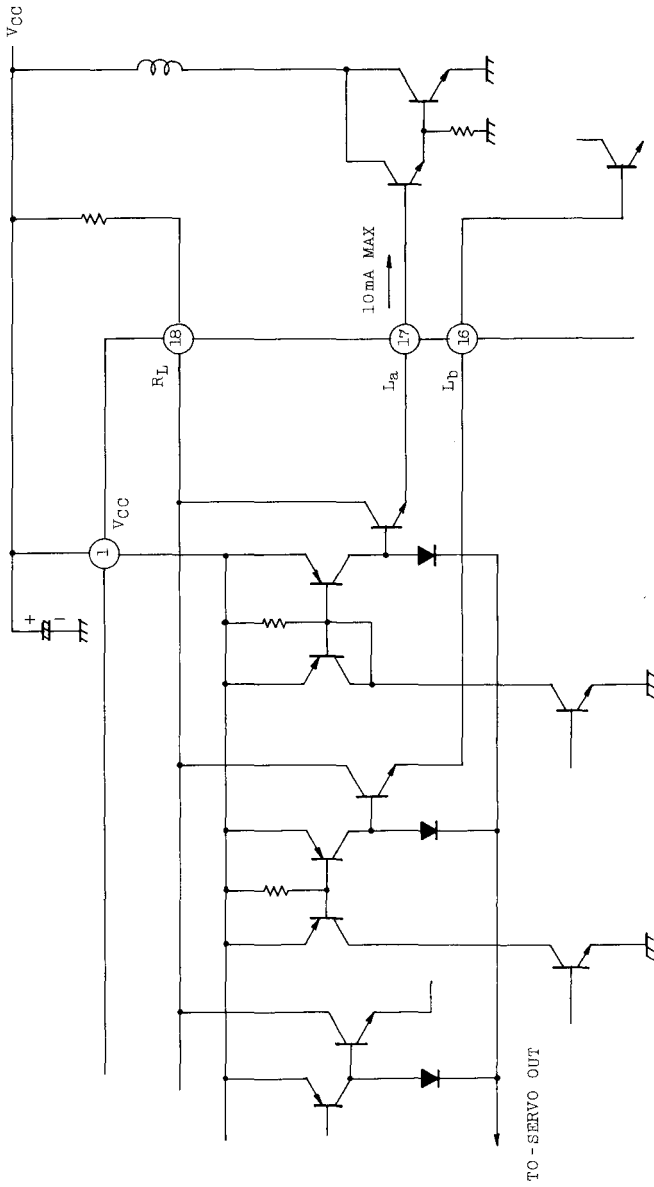 VCC
18
RL
10mA MAX
17
La
16
Lb
1
VCC
+
-
TO-SERVO OUT